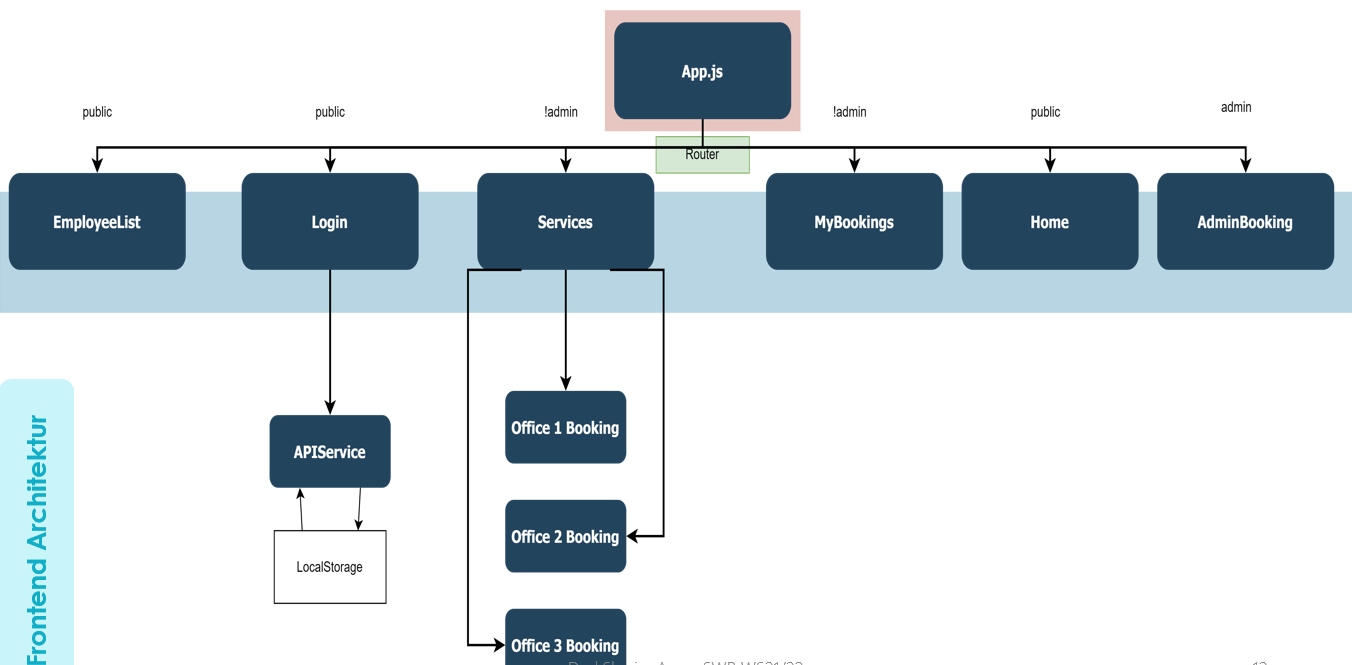 App.js
public
public
!admin
!admin
public
admin
Router
EmployeeList
Login
Services
MyBookings
Home
AdminBooking
Office 1 Booking
APIService
Office 2 Booking
LocalStorage
Office 3 Booking
Frontend Architektur